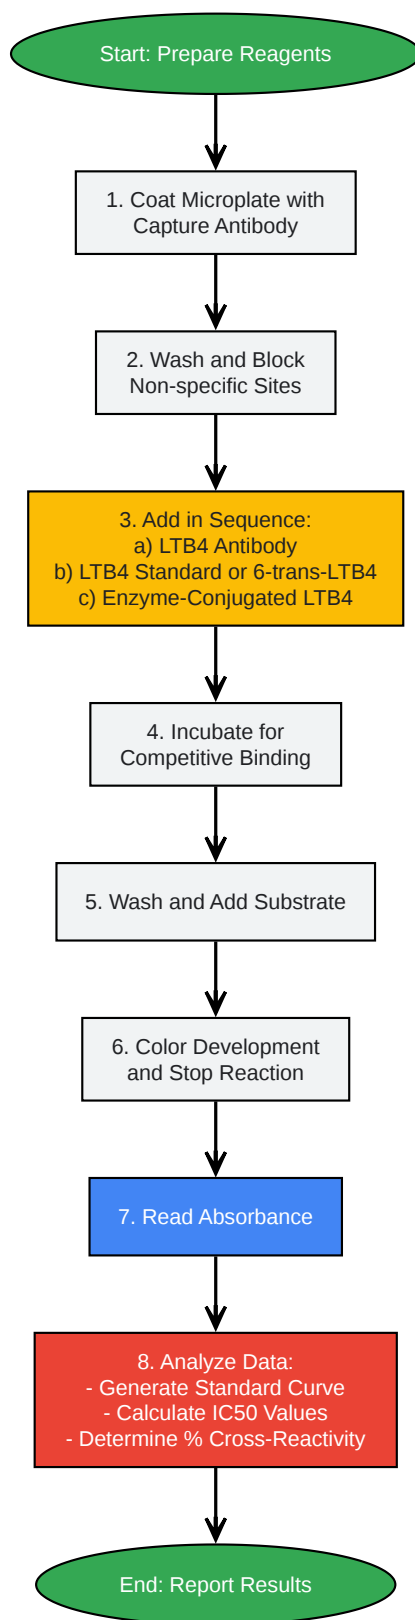 Start: Prepare Reagents
1. Coat Microplate with
Capture Antibody
2. Wash and Block
Non-specific Sites
3. Add in Sequence:
a) LTB4 Antibody
b) LTB4 Standard or 6-trans-LTB4
c) Enzyme-Conjugated LTB4
4. Incubate for
Competitive Binding
5. Wash and Add Substrate
6. Color Development
and Stop Reaction
7. Read Absorbance
8. Analyze Data:
- Generate Standard Curve
- Calculate IC50 Values
- Determine % Cross-Reactivity
End: Report Results